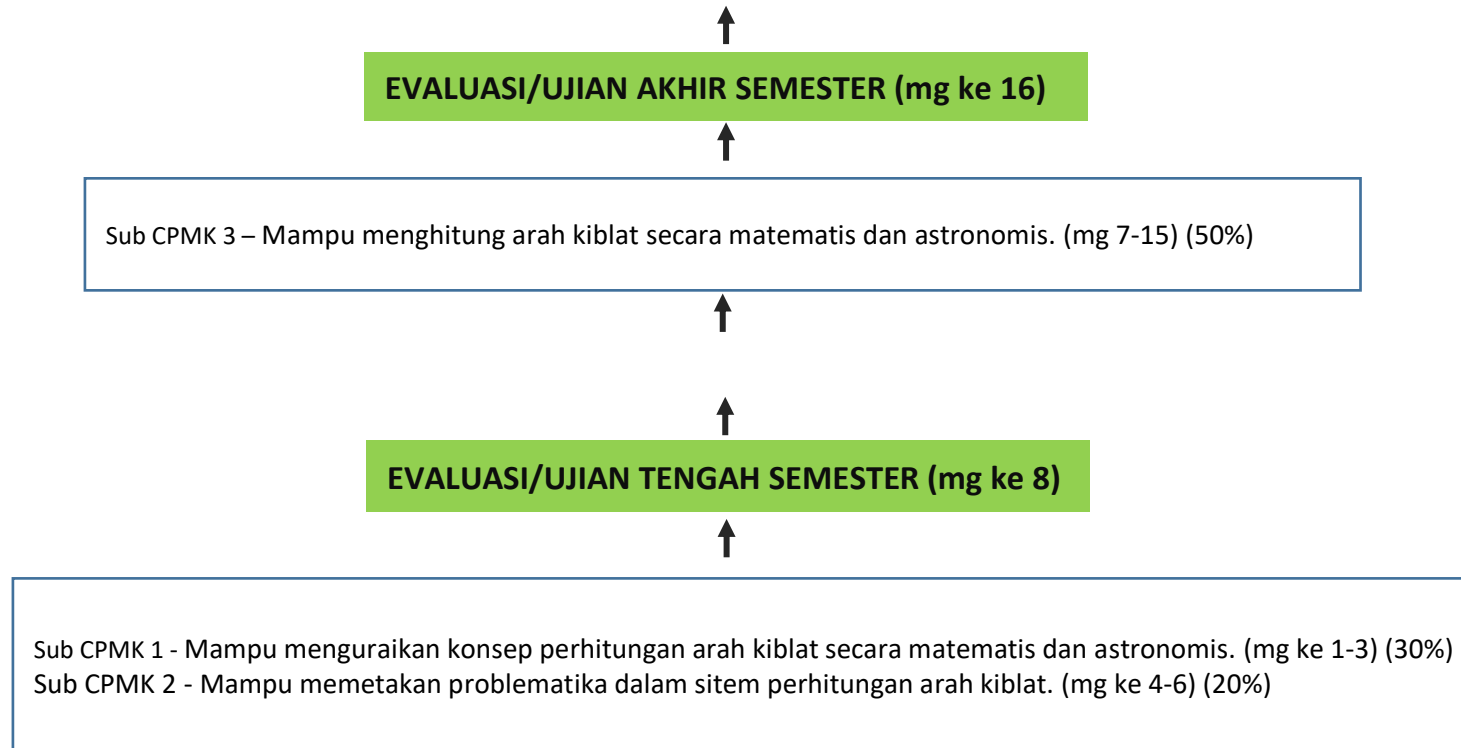 EVALUASI/UJIAN AKHIR SEMESTER (mg ke 16)
Sub CPMK 3 – Mampu menghitung arah kiblat secara matematis dan astronomis. (mg 7-15) (50%)
EVALUASI/UJIAN TENGAH SEMESTER (mg ke 8)
Sub CPMK 1 - Mampu menguraikan konsep perhitungan arah kiblat secara matematis dan astronomis. (mg ke 1-3) (30%)
Sub CPMK 2 - Mampu memetakan problematika dalam sitem perhitungan arah kiblat. (mg ke 4-6) (20%)